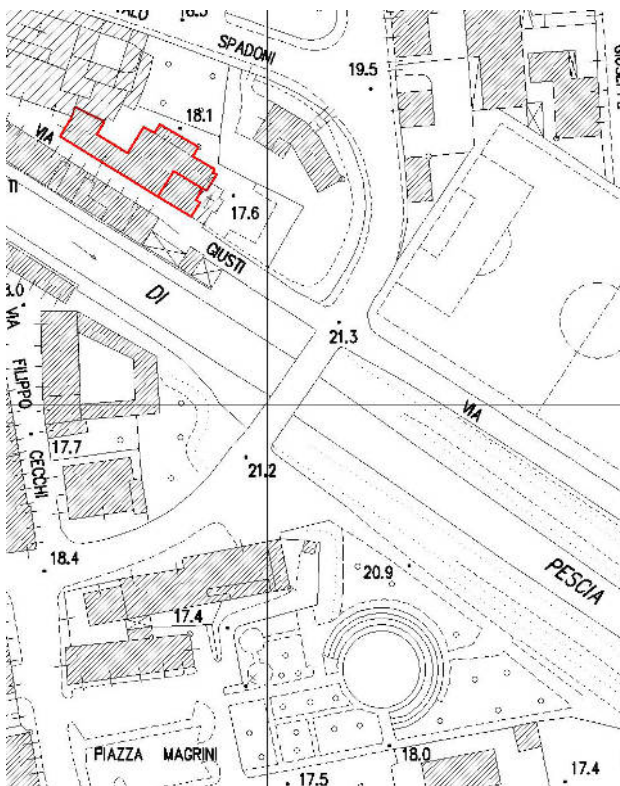 SPADONI
19.5
18.1
VIA
17.6
GIUSTI
DI
VIA
FILIPPO
CECCHI
21.3
VIA
17.7
21.2
18.4
20.9
PESCIA
17.4
PIAZZA MAGRINI
18.0
17.5
17.4